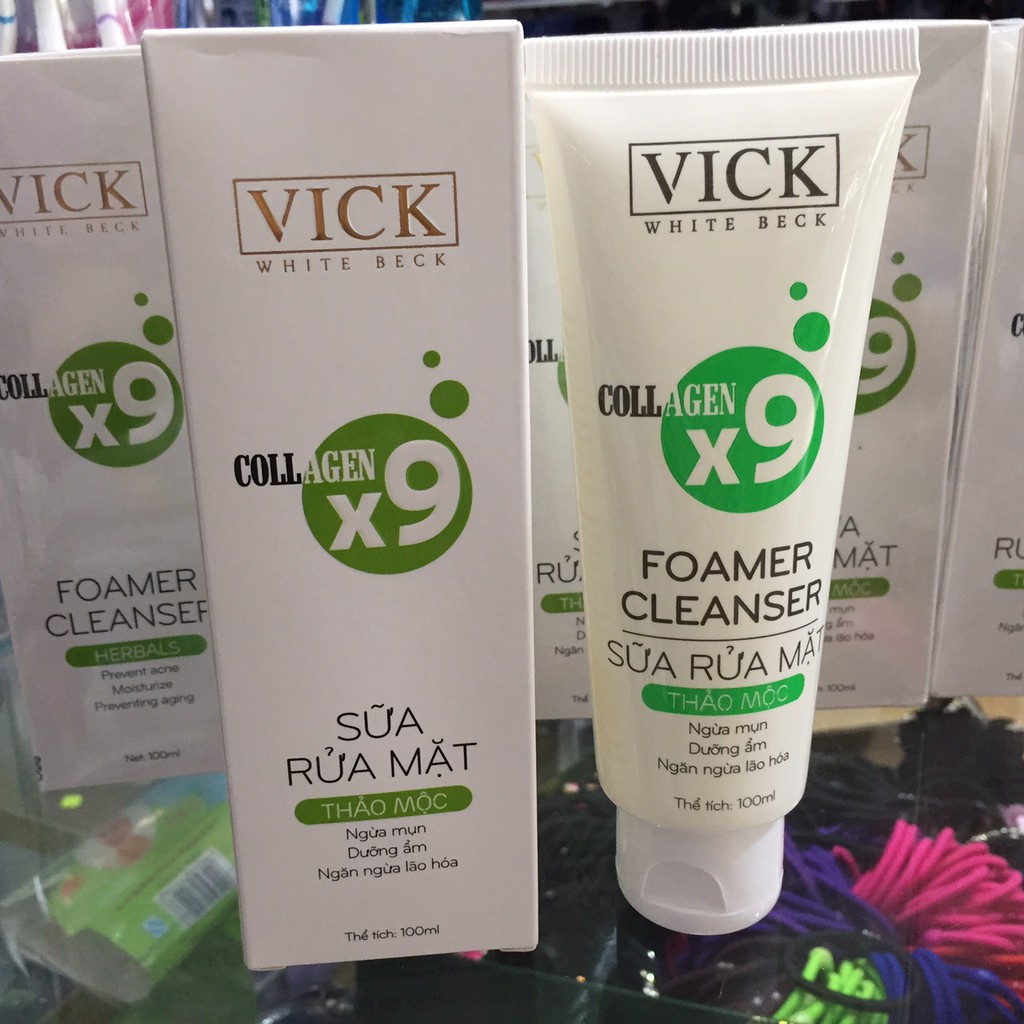 VICK
WHITE BECK
COLLAGEN
x9
FOAMER
CLEANSER
HERBALS
Prevent acne
Moisturize
Preventing aging
Net: 100ml
VICK
WHITE BECK
COLLAGEN
x9
SỮA
RỬA MẶT
THẢO MỘC
Ngừa mụn
Dưỡng ẩm
Ngăn ngừa lão hóa
Thể tích: 100ml
VICK
WHITE BECK
COLLAGEN
x9
FOAMER
CLEANSER
SỮA RỬA MẶT
THẢO MỘC
Ngừa mụn
Dưỡng ẩm
Ngăn ngừa lão hóa
Thể tích: 100ml